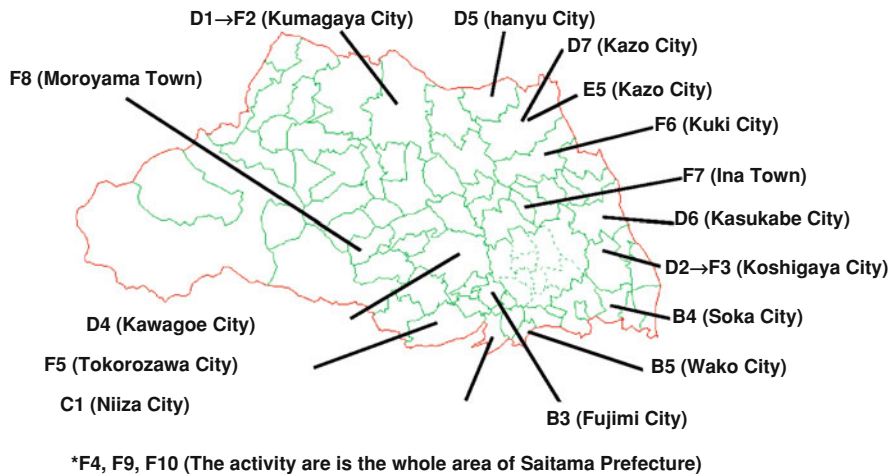 D1→F2 (Kumagaya City)
D5 (hanyu City)
D7 (Kazo City)
F8 (Moroyama Town)
E5 (Kazo City)
F6 (Kuki City)
F7 (Ina Town)
D6 (Kasukabe City)
D2→F3 (Koshigaya City)
D4 (Kawagoe City)
B4 (Soka City)
F5 (Tokorozawa City)
B5 (Wako City)
C1 (Niiza City)
B3 (Fujimi City)
*F4, F9, F10 (The activity are is the whole area of Saitama Prefecture)